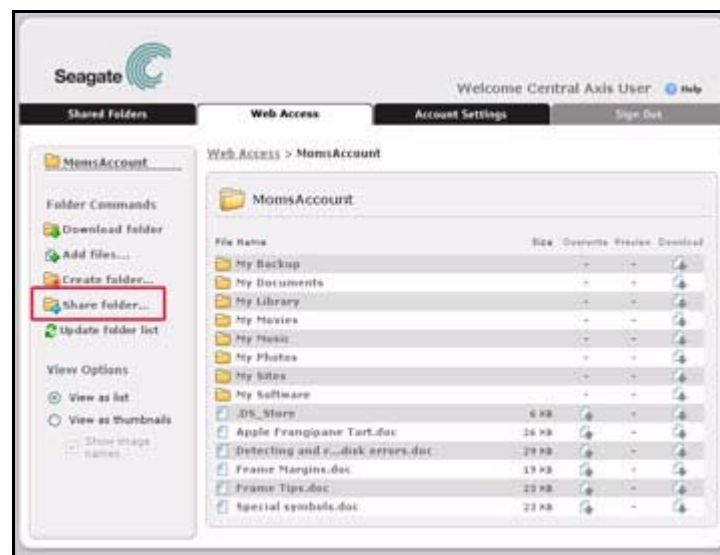 Seagate
Welcome Central Axis User Help
Shared Folders Web Access Account Settings Sign Out
MomsAccount
Folder Commands
Download folder
Add files...
Create folder...
Share folder...
Update folder list
View Options
View as list
View as thumbnails
Show image names
Web Access > MomsAccount
MomsAccount
File Name Size Overwrite Preview Download
My Backup - -
My Documents - -
My Library - -
My Movies - -
My Music - -
My Photos - -
My Sites - -
My Software - -
.DS_Store 6 KB -
Apple Frangipane Tart.doc 26 KB -
Detecting and r...disk errors.doc 29 KB -
Frame Margins.doc 19 KB -
Frame Tips.doc 23 KB -
Special symbols.doc 23 KB -